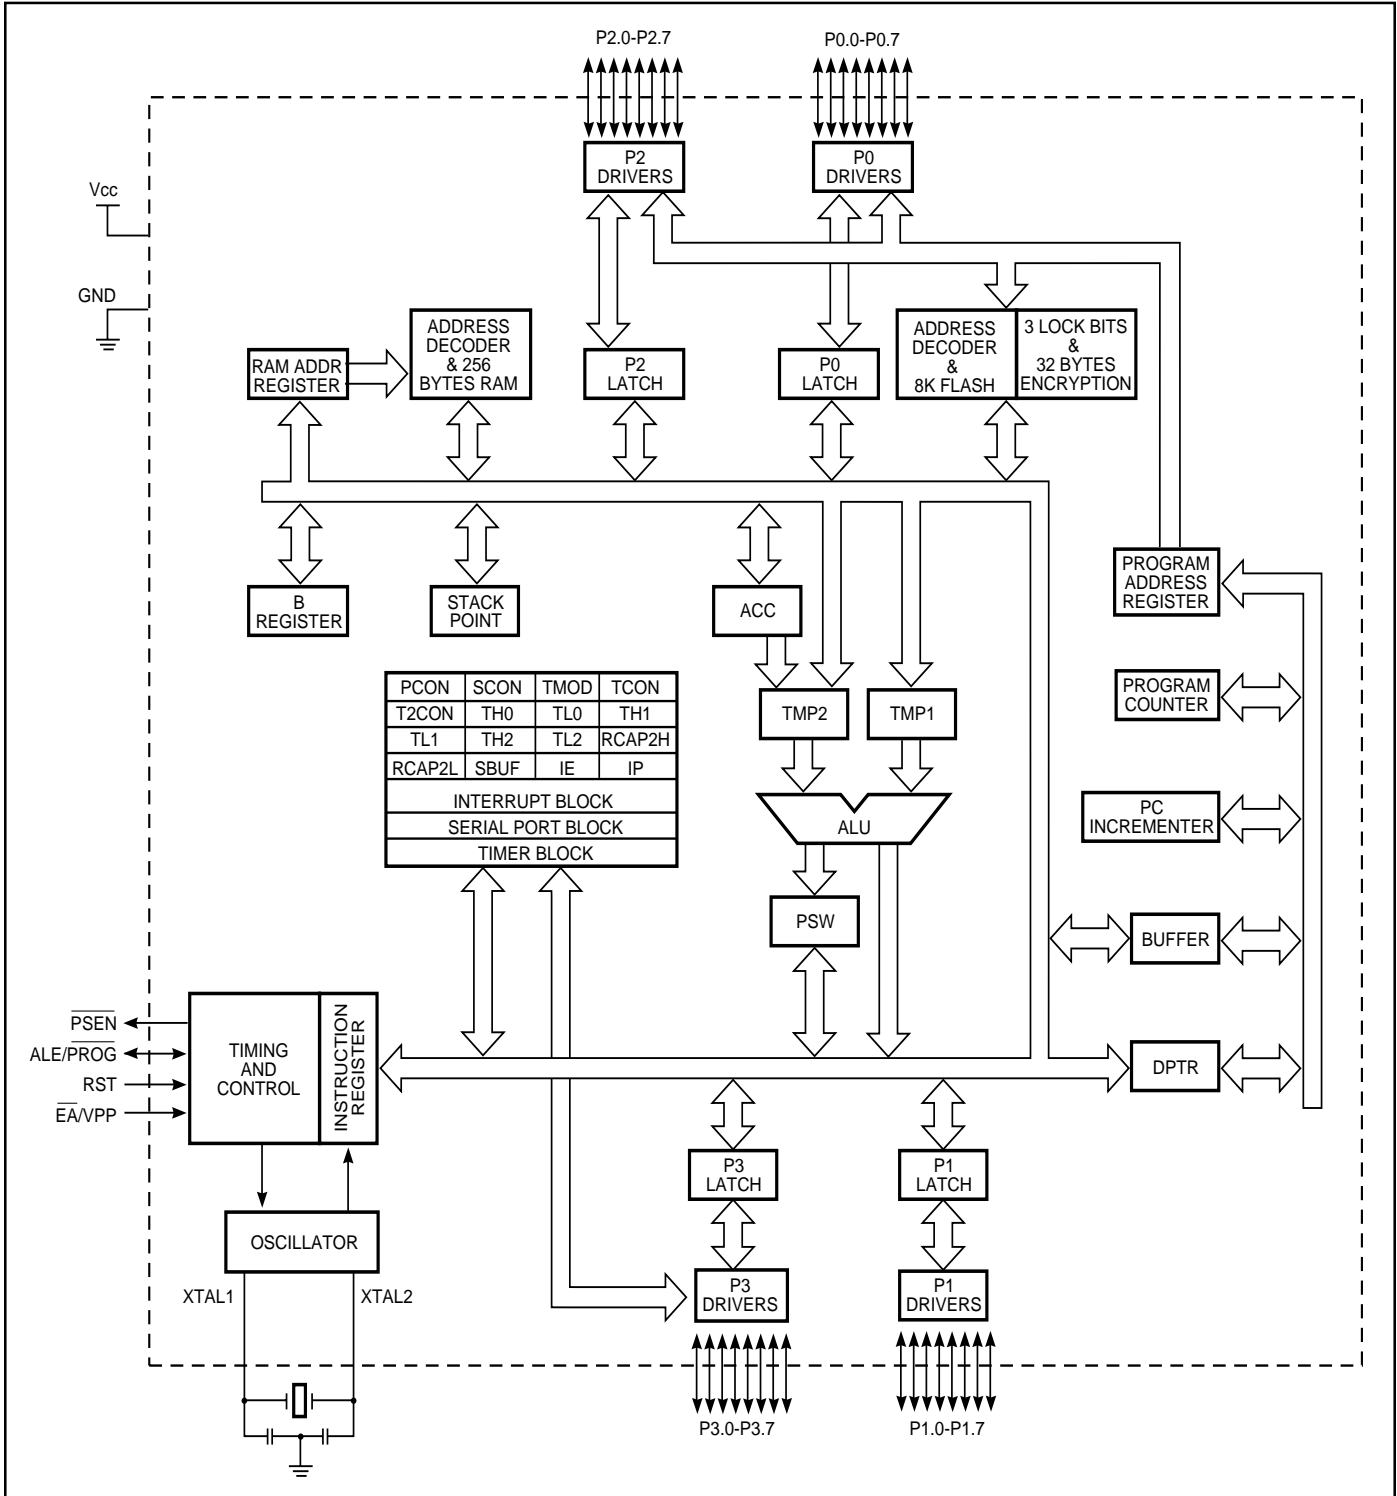 P2.0-P2.7
P0.0-P0.7
P2
DRIVERS
P0
DRIVERS
Vcc
GND
RAM ADDR
REGISTER
ADDRESS
DECODER
& 256
BYTES RAM
P2
LATCH
P0
LATCH
ADDRESS
DECODER
&
8K FLASH
3 LOCK BITS
&
32 BYTES
ENCRYPTION
B
REGISTER
STACK
POINT
ACC
PROGRAM
ADDRESS
REGISTER
PCON SCON TMOD TCON
T2CON TH0 TL0 TH1
TL1 TH2 TL2 RCAP2H
RCAP2L SBUF IE IP
INTERRUPT BLOCK
SERIAL PORT BLOCK
TIMER BLOCK
TMP2
TMP1
PROGRAM
COUNTER
ALU
PC
INCREMENTER
PSW
BUFFER
PSEN
ALE/PROG
RST
EA/VPP
TIMING
AND
CONTROL
INSTRUCTION
REGISTER
DPTR
P3
LATCH
P1
LATCH
OSCILLATOR
XTAL1
XTAL2
P3
DRIVERS
P1
DRIVERS
P3.0-P3.7
P1.0-P1.7